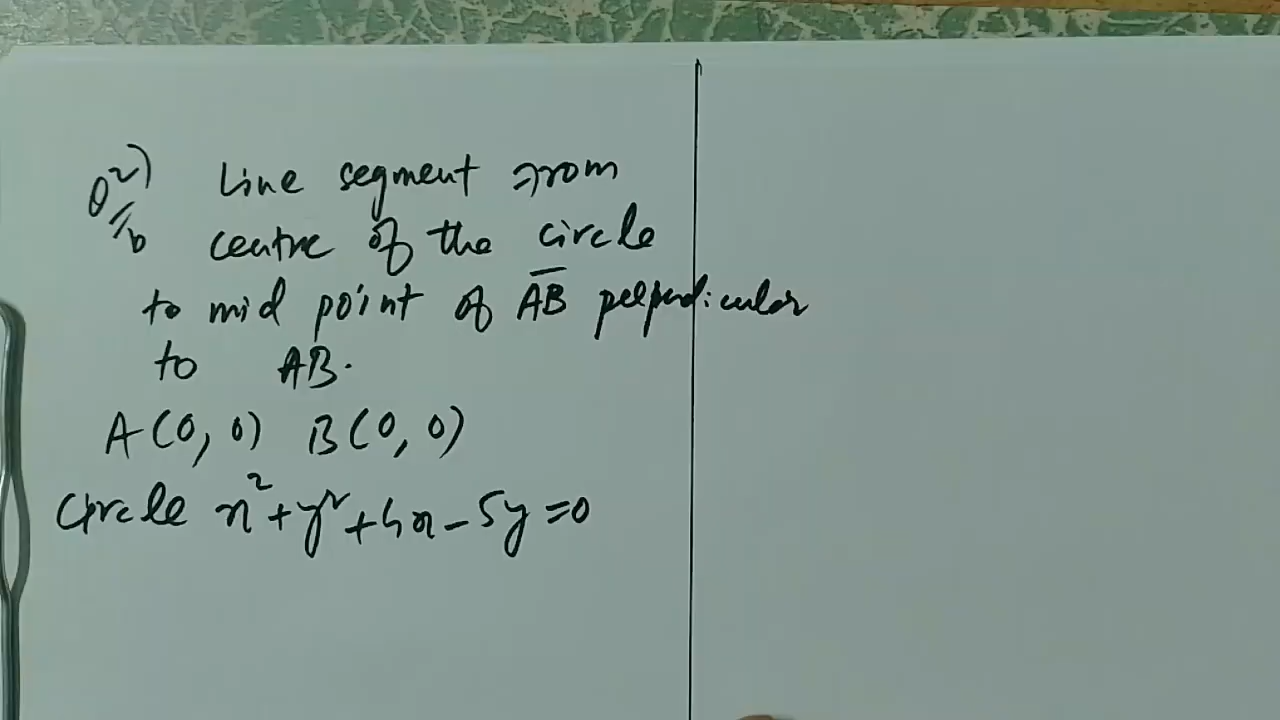 Q2) Line segment from
centre of the circle
to mid point of AB perpendicular
to AB.
A(0, 0) B(0, 0)
Circle x²+y²+4x-5y=0